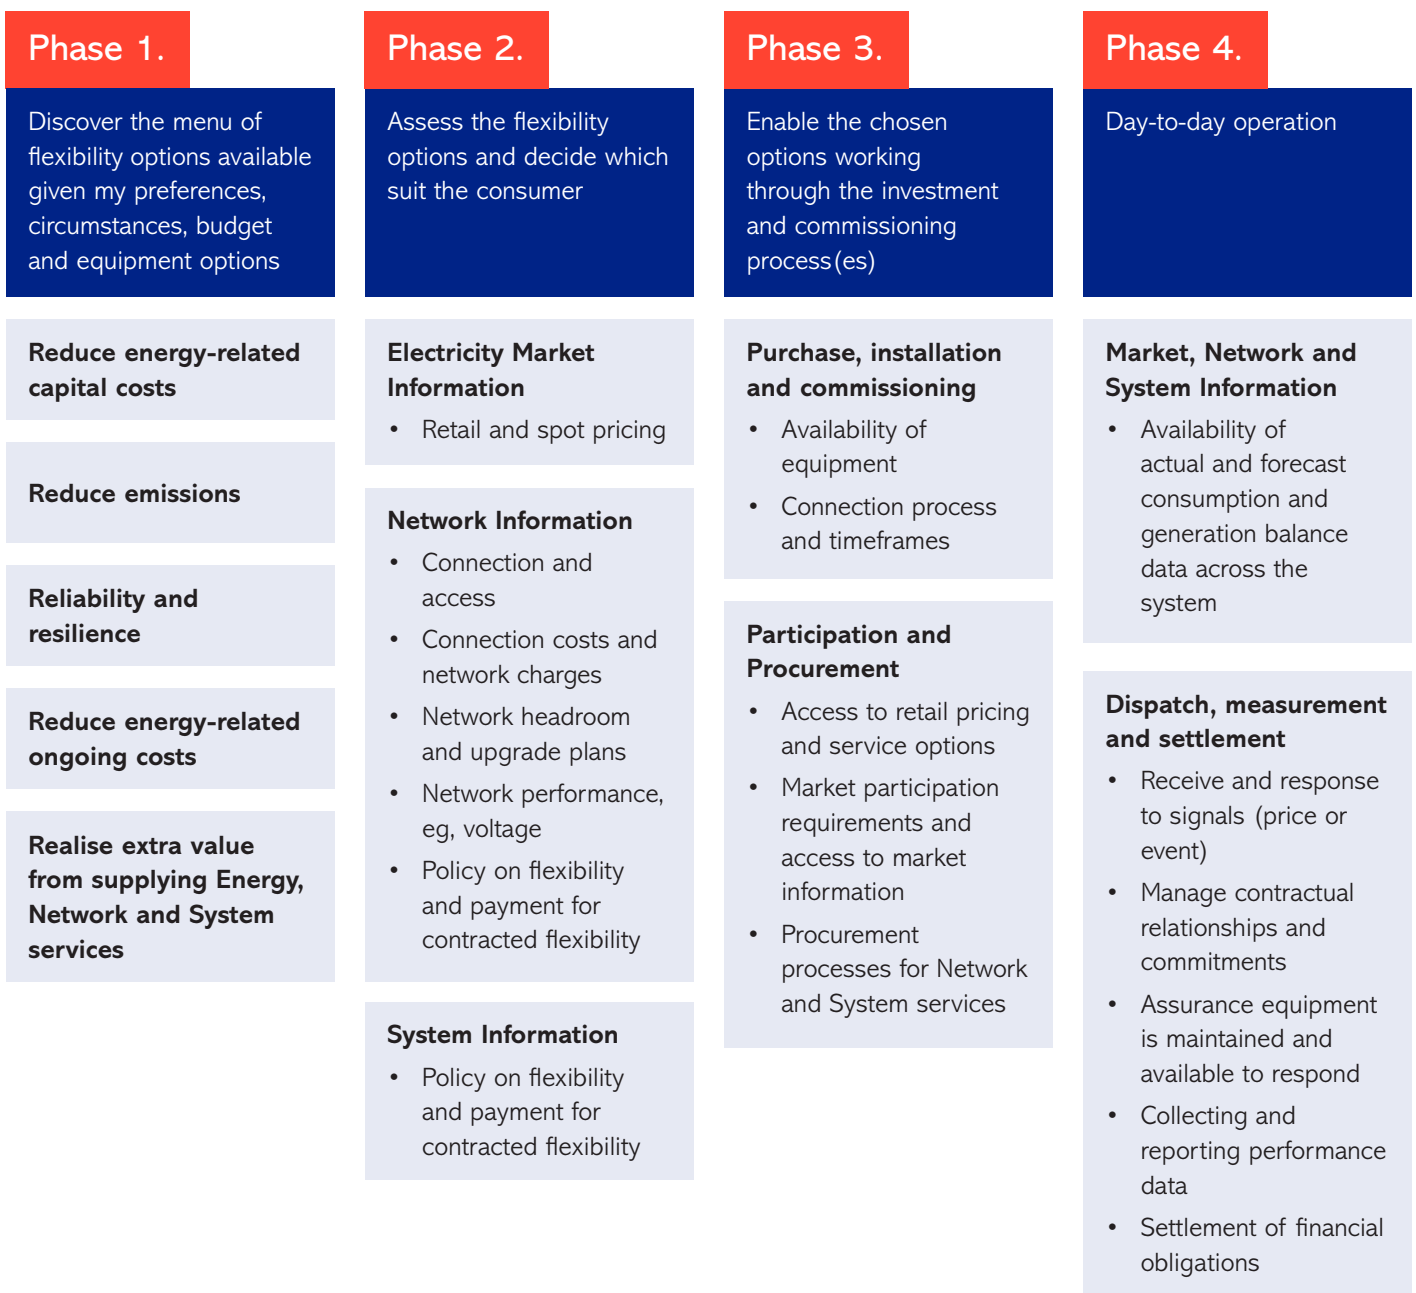 Phase 1.
Discover the menu of
flexibility options available
given my preferences,
circumstances, budget
and equipment options
Reduce energy-related
capital costs
Reduce emissions
Reliability and
resilience
Reduce energy-related
ongoing costs
Realise extra value
from supplying Energy,
Network and System
services
Phase 2.
Assess the flexibility
options and decide which
suit the consumer
Electricity Market
Information
• Retail and spot pricing
Network Information
• Connection and
access
• Connection costs and
network charges
• Network headroom
and upgrade plans
• Network performance,
eg, voltage
• Policy on flexibility
and payment for
contracted flexibility
System Information
• Policy on flexibility
and payment for
contracted flexibility
Phase 3.
Enable the chosen
options working
through the investment
and commissioning
process(es)
Purchase, installation
and commissioning
• Availability of
equipment
• Connection process
and timeframes
Participation and
Procurement
• Access to retail pricing
and service options
• Market participation
requirements and
access to market
information
• Procurement
processes for Network
and System services
Phase 4.
Day-to-day operation
Market, Network and
System Information
• Availability of
actual and forecast
consumption and
generation balance
data across the
system
Dispatch, measurement
and settlement
• Receive and response
to signals (price or
event)
• Manage contractual
relationships and
commitments
• Assurance equipment
is maintained and
available to respond
• Collecting and
reporting performance
data
• Settlement of financial
obligations